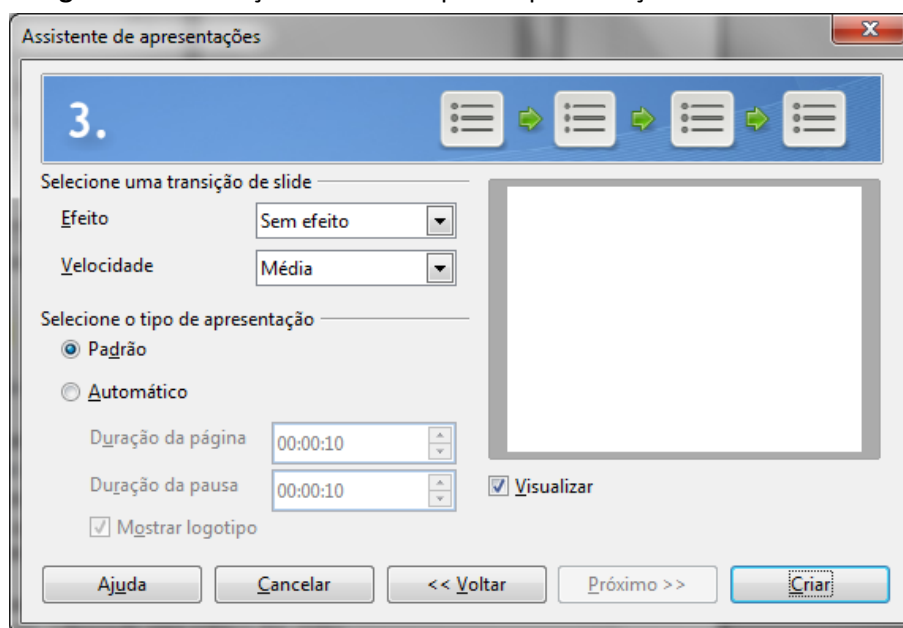 Assistente de apresentações
3.
Selecione uma transição de slide
Efeito
Sem efeito
Velocidade
Média
Selecione o tipo de apresentação
Padrão
Automático
Duração da página
00:00:10
Duração da pausa
00:00:10
Visualizar
Mostrar logotipo
Ajuda
Cancelar
<< Voltar
Próximo >>
Criar